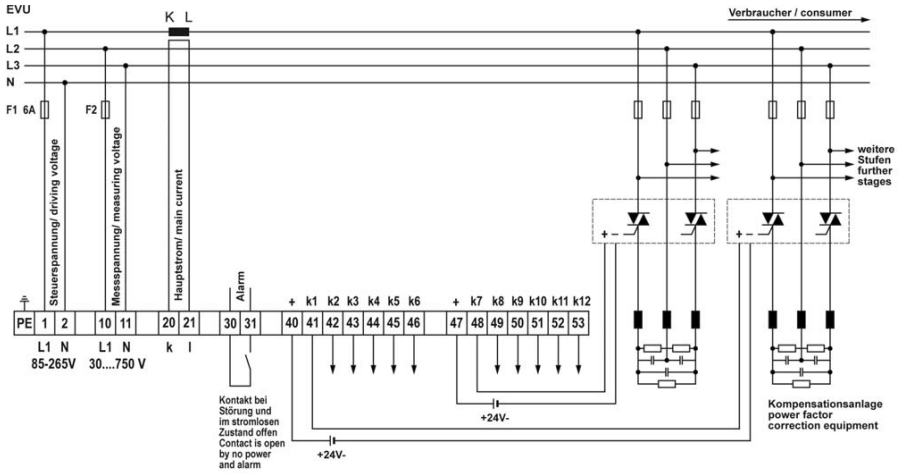 EVU
K L
Verbraucher / consumer
L1
L2
L3
N
F1 6A
F2
Steuerspannung/ driving voltage
Messspannung/ measuring voltage
Hauptstrom/ main current
Alarm
weitere
Stufen
further
stages
+ −
+ −
+ k1 k2 k3 k4 k5 k6
+ k7 k8 k9 k10 k11 k12
PE 1 2 10 11 20 21 30 31 40 41 42 43 44 45 46 47 48 49 50 51 52 53
L1 N L1 N k l
85-265V 30....750 V
Kontakt bei
Störung und
im stromlosen
Zustand offen
Contact is open
by no power
and alarm
+24V-
+24V-
Kompensationsanlage
power factor
correction equipment